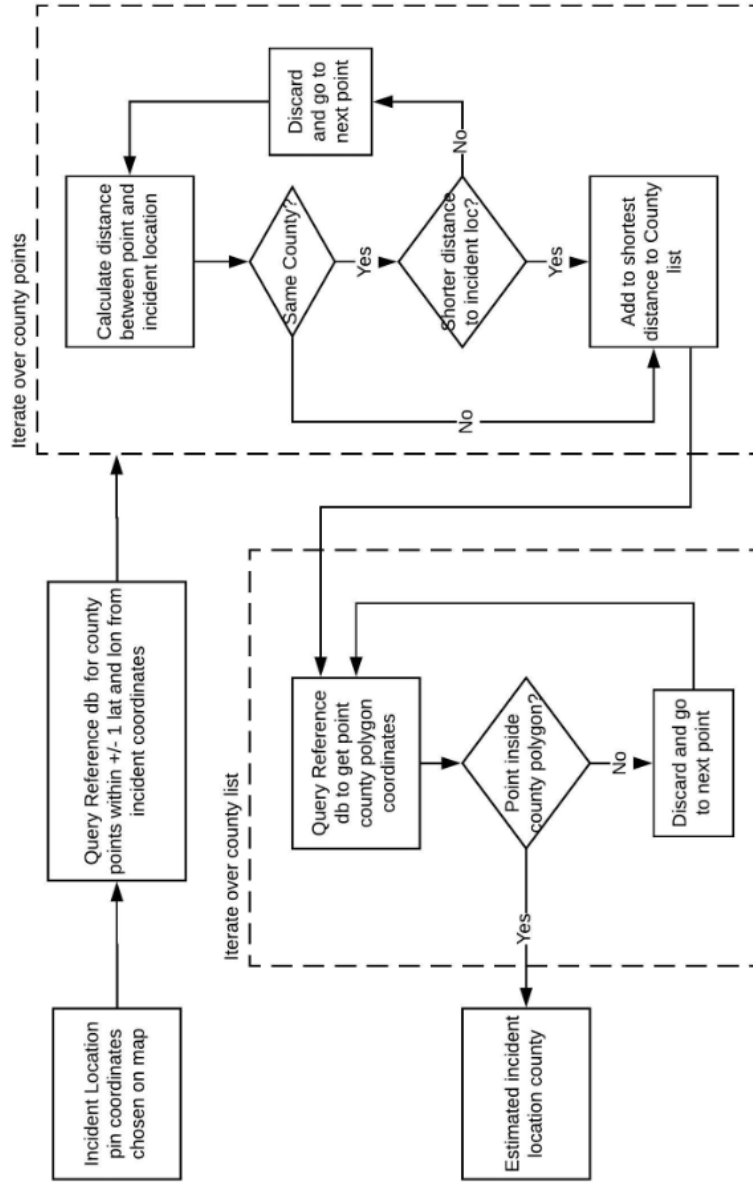 Incident Location
pin coordinates
chosen on map
Query Reference db for county
points within +/- 1 lat and lon from
incident coordinates
Iterate over county points
Calculate distance
between point and
incident location
Same County?
Yes
No
Shorter distance
to incident loc?
No
Yes
Discard
and go to
next point
Add to shortest
distance to County
list
Iterate over county list
Query Reference
db to get point
county polygon
coordinates
Point inside
county polygon?
No
Yes
Discard and go
to next point
Estimated incident
location county